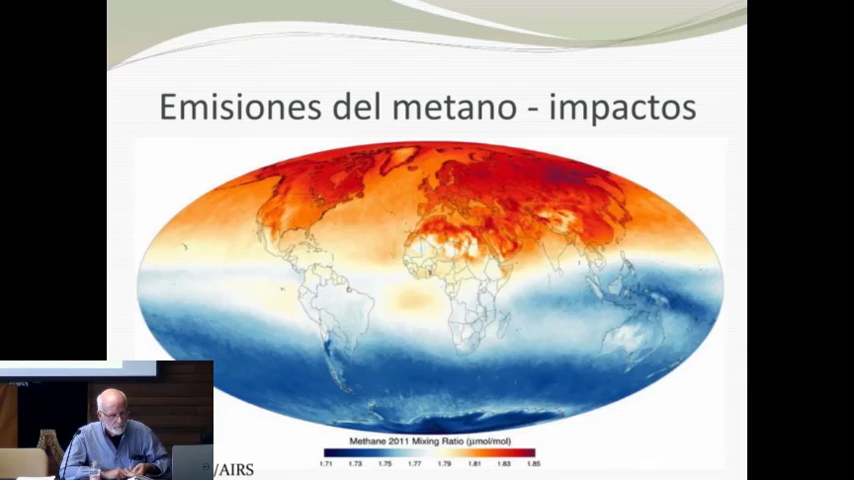 Emisiones del metano - impactos
Methane 2011 Mixing Ratio (μmol/mol)
1.71 1.73 1.75 1.77 1.79 1.81 1.83 1.85
/AIRS